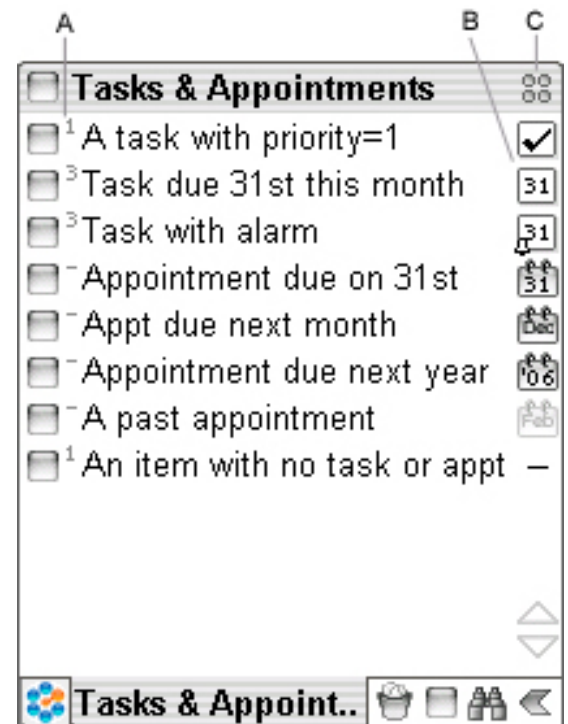 A B C
Tasks & Appointments
1 A task with priority=1
3 Task due 31st this month 31
3 Task with alarm 31
– Appointment due on 31st 31
– Appt due next month Dec
– Appointment due next year '06
– A past appointment Feb
1 An item with no task or appt –
Tasks & Appoint..